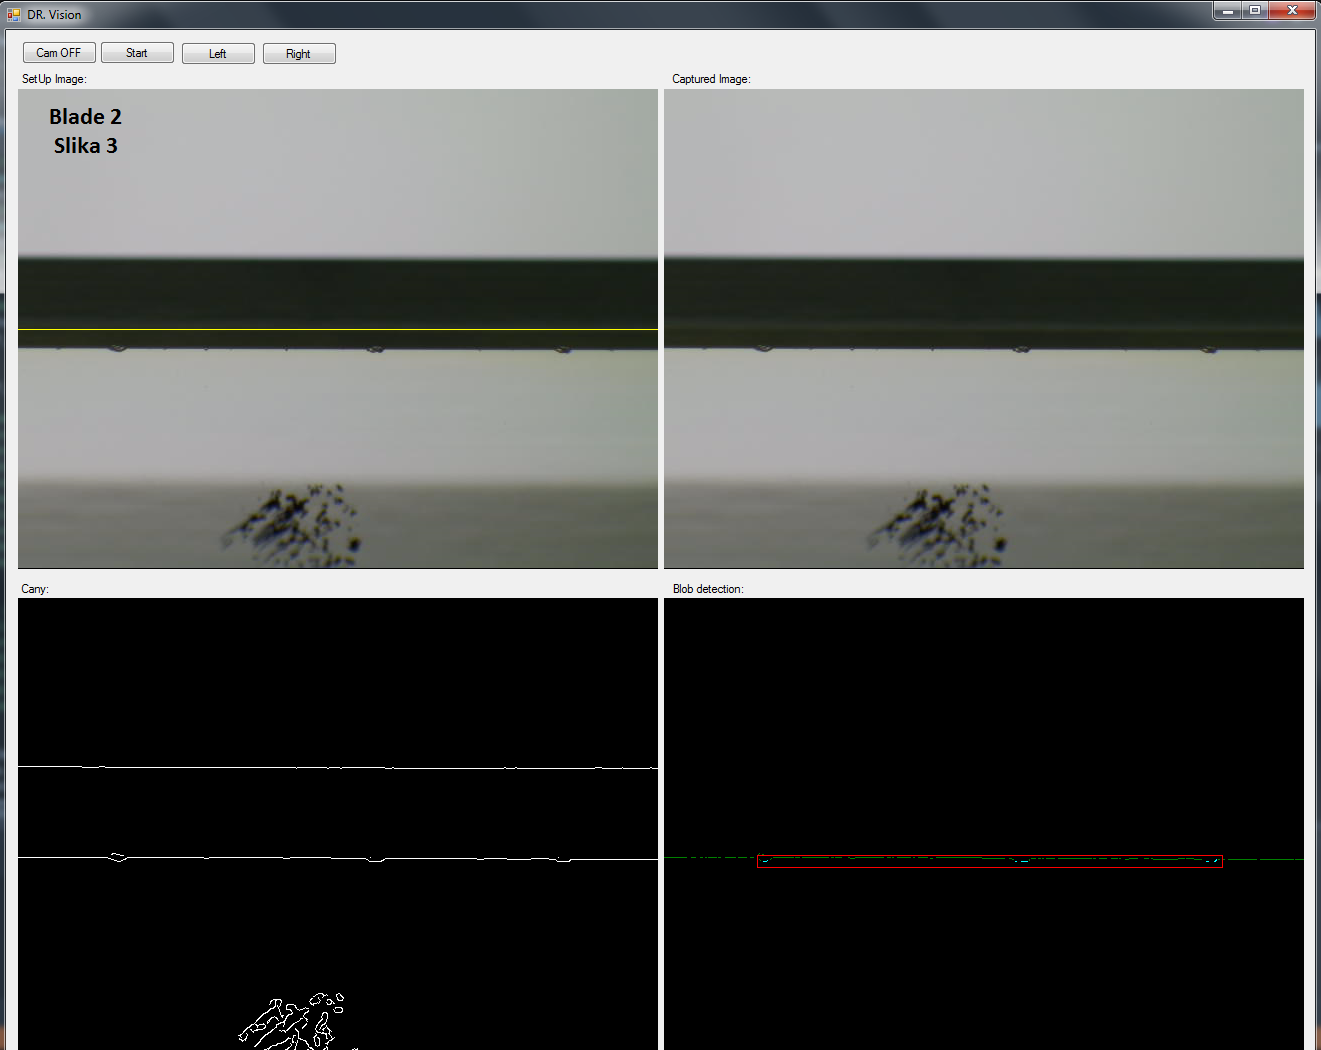 DR. Vision
Cam OFF
Start
Left
Right
SetUp Image:
Captured Image:
Blade 2
Slika 3
Cany:
Blob detection: